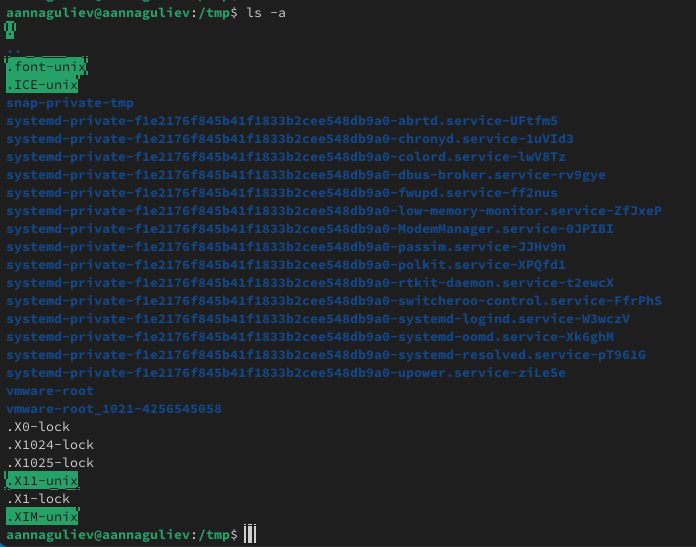 aannaguliev@aannaguliev:/tmp$ ls -a
.
..
.font-unix
.ICE-unix
snap-private-tmp
systemd-private-f1e2176f845b41f1833b2cee548db9a0-abrtd.service-UFtfm5
systemd-private-f1e2176f845b41f1833b2cee548db9a0-chronyd.service-1uVId3
systemd-private-f1e2176f845b41f1833b2cee548db9a0-colord.service-lwV8Tz
systemd-private-f1e2176f845b41f1833b2cee548db9a0-dbus-broker.service-rv9gye
systemd-private-f1e2176f845b41f1833b2cee548db9a0-fwupd.service-ff2nus
systemd-private-f1e2176f845b41f1833b2cee548db9a0-low-memory-monitor.service-ZfJxeP
systemd-private-f1e2176f845b41f1833b2cee548db9a0-ModemManager.service-0JPIBI
systemd-private-f1e2176f845b41f1833b2cee548db9a0-passim.service-JJHv9n
systemd-private-f1e2176f845b41f1833b2cee548db9a0-polkit.service-XPQfd1
systemd-private-f1e2176f845b41f1833b2cee548db9a0-rtkit-daemon.service-t2ewcX
systemd-private-f1e2176f845b41f1833b2cee548db9a0-switcheroo-control.service-FfrPhS
systemd-private-f1e2176f845b41f1833b2cee548db9a0-systemd-logind.service-W3wczV
systemd-private-f1e2176f845b41f1833b2cee548db9a0-systemd-oomd.service-Xk6ghM
systemd-private-f1e2176f845b41f1833b2cee548db9a0-systemd-resolved.service-pT961G
systemd-private-f1e2176f845b41f1833b2cee548db9a0-upower.service-ziLeSe
vmware-root
vmware-root_1021-4256545058
.X0-lock
.X1024-lock
.X1025-lock
.X11-unix
.X1-lock
.XIM-unix
aannaguliev@aannaguliev:/tmp$